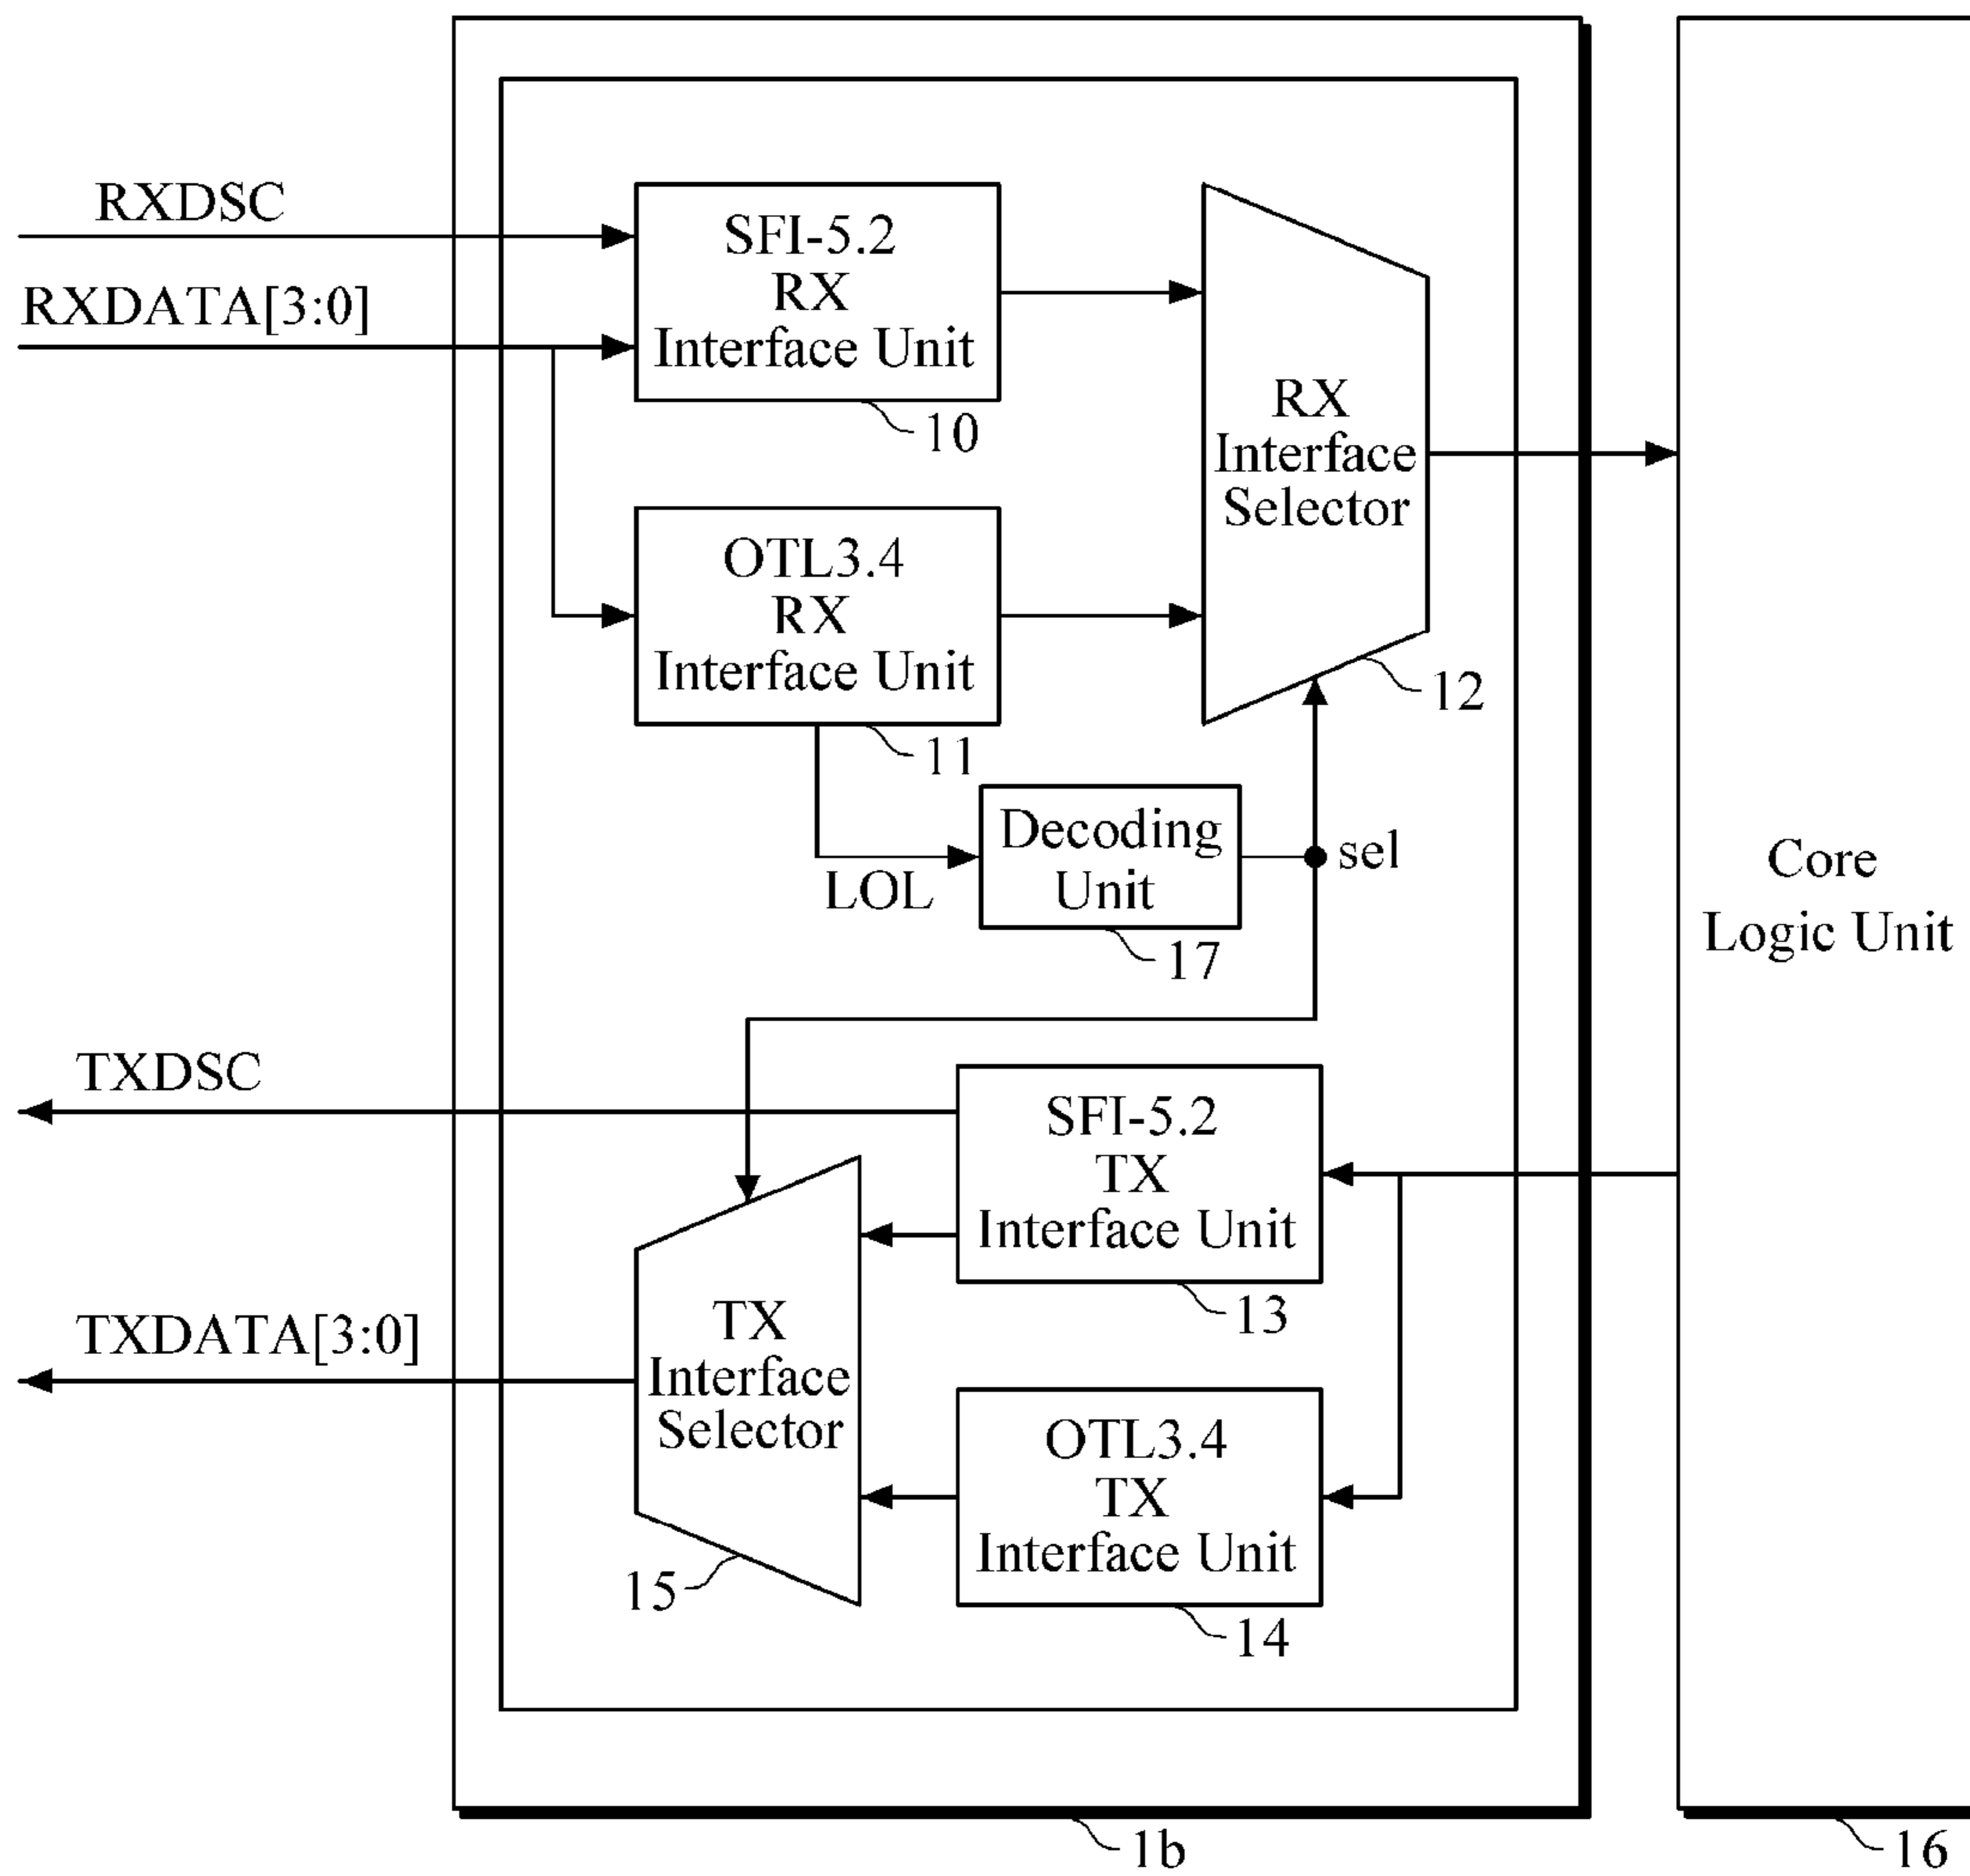 RXDSC
RXDATA[3:0]
SFI-5.2
RX
Interface Unit
10
RX
Interface
Selector
12
OTL3.4
RX
Interface Unit
11
LOL
Decoding
Unit
17
sel
Core
Logic Unit
TXDSC
SFI-5.2
TX
Interface Unit
13
TXDATA[3:0]
TX
Interface
Selector
15
OTL3.4
TX
Interface Unit
14
1b
16